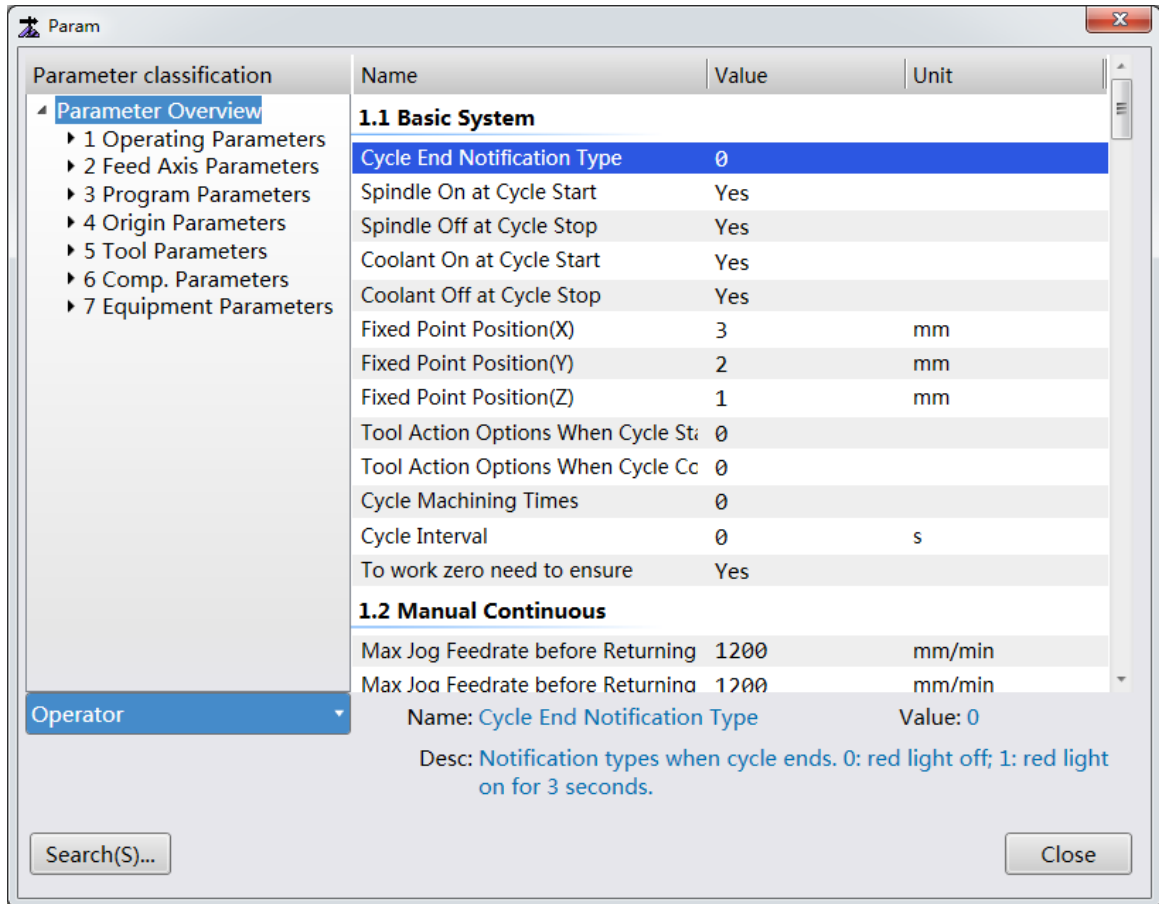 Param
Parameter classification
Name Value Unit
Parameter Overview
1 Operating Parameters
2 Feed Axis Parameters
3 Program Parameters
4 Origin Parameters
5 Tool Parameters
6 Comp. Parameters
7 Equipment Parameters
1.1 Basic System
Cycle End Notification Type 0
Spindle On at Cycle Start Yes
Spindle Off at Cycle Stop Yes
Coolant On at Cycle Start Yes
Coolant Off at Cycle Stop Yes
Fixed Point Position(X) 3 mm
Fixed Point Position(Y) 2 mm
Fixed Point Position(Z) 1 mm
Tool Action Options When Cycle Sta 0
Tool Action Options When Cycle Co 0
Cycle Machining Times 0
Cycle Interval 0 s
To work zero need to ensure Yes
1.2 Manual Continuous
Max Jog Feedrate before Returning 1200 mm/min
Max Jog Feedrate before Returning 1200 mm/min
Operator
Name: Cycle End Notification Type Value: 0
Desc: Notification types when cycle ends. 0: red light off; 1: red light
on for 3 seconds.
Search(S)...
Close